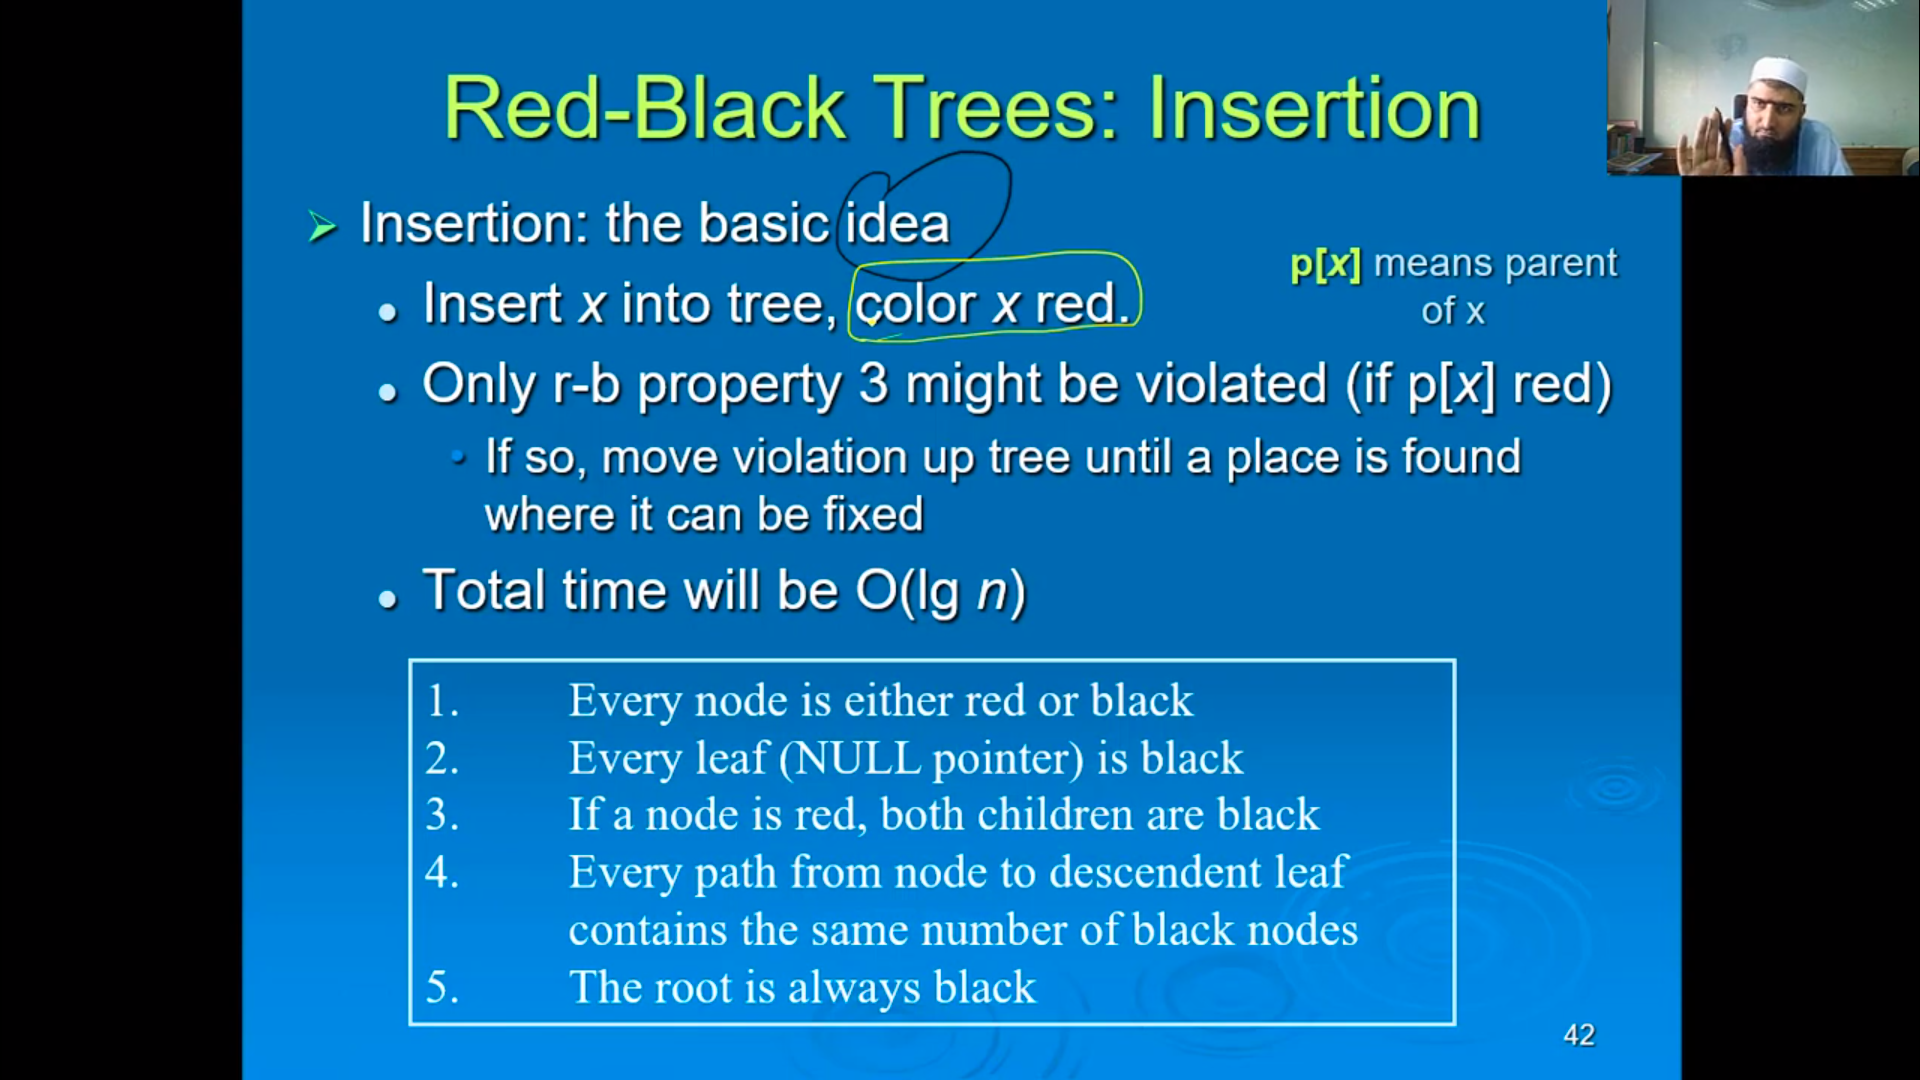 Red-Black Trees: Insertion
Insertion: the basic idea
p[x] means parent
of x
Insert x into tree, color x red.
Only r-b property 3 might be violated (if p[x] red)
If so, move violation up tree until a place is found
where it can be fixed
Total time will be O(lg n)
1. Every node is either red or black
2. Every leaf (NULL pointer) is black
3. If a node is red, both children are black
4. Every path from node to descendent leaf
contains the same number of black nodes
5. The root is always black
42